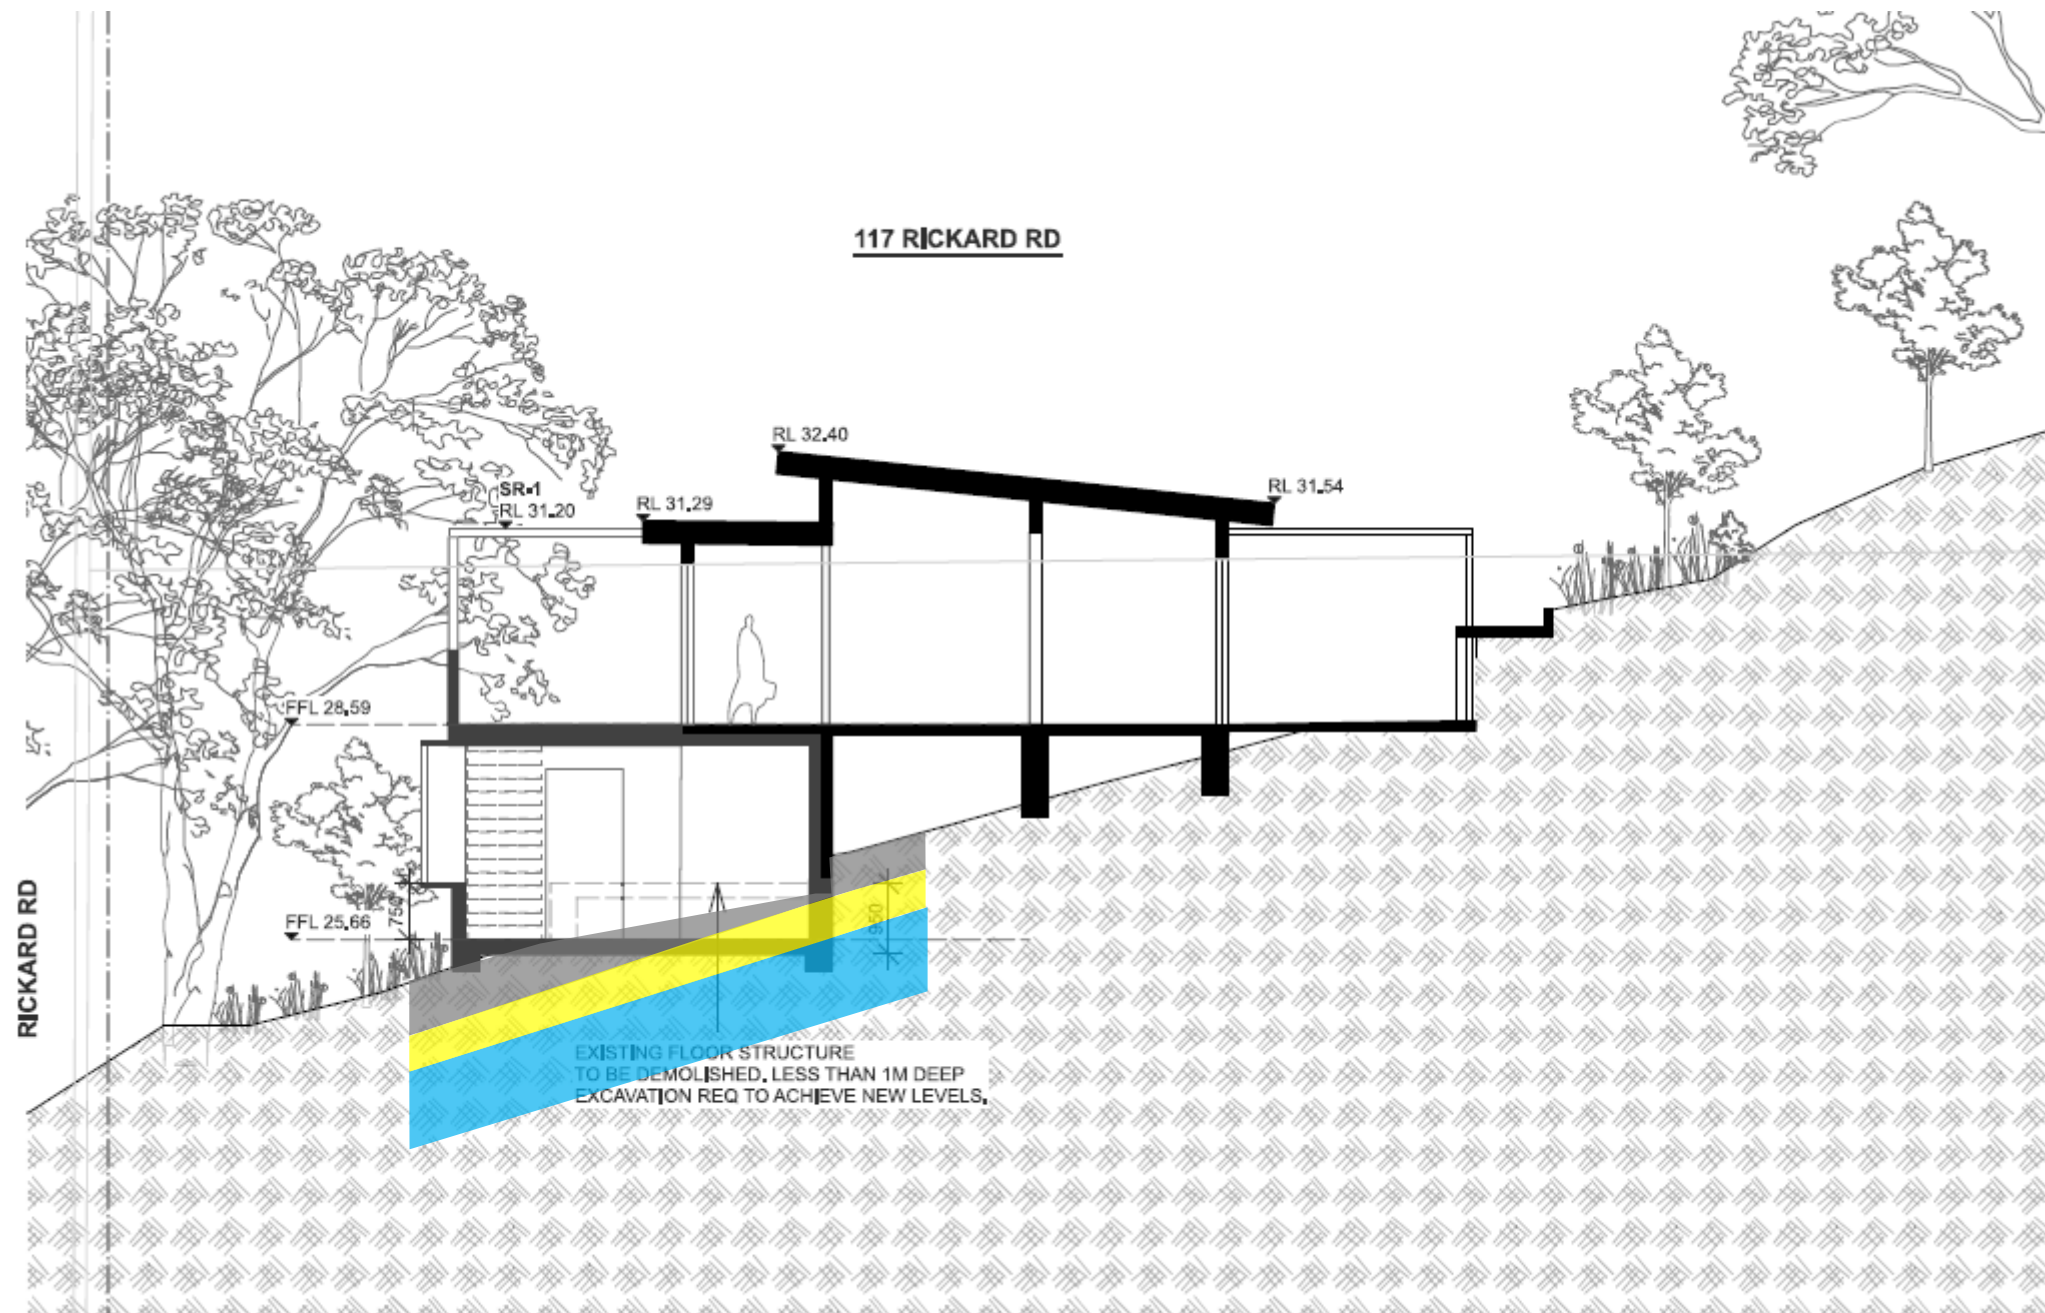 117 RICKARD RD
RL 32.40
SR-1
RL 31.20
RL 31.29
RL 31.54
FFL 28.59
FFL 25.66
750
950
RICKARD RD
EXISTING FLOOR STRUCTURE
TO BE DEMOLISHED. LESS THAN 1M DEEP
EXCAVATION REQ TO ACHIEVE NEW LEVELS.